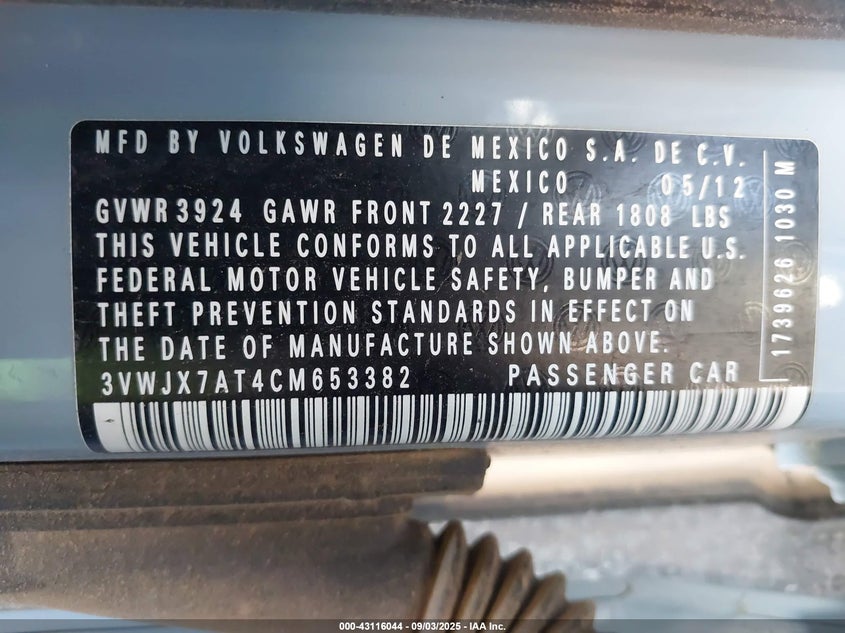 MFD BY VOLKSWAGEN DE MEXICO S.A. DE C.V.
MEXICO 05/12
GVWR 3924 GAWR FRONT 2227 / REAR 1808 LBS
THIS VEHICLE CONFORMS TO ALL APPLICABLE U.S.
FEDERAL MOTOR VEHICLE SAFETY, BUMPER AND
THEFT PREVENTION STANDARDS IN EFFECT ON
THE DATE OF MANUFACTURE SHOWN ABOVE.
3VWJX7AT4CM653382 PASSENGER CAR
1739626 1030 M
000-43116044 - 09/03/2025 - IAA Inc.